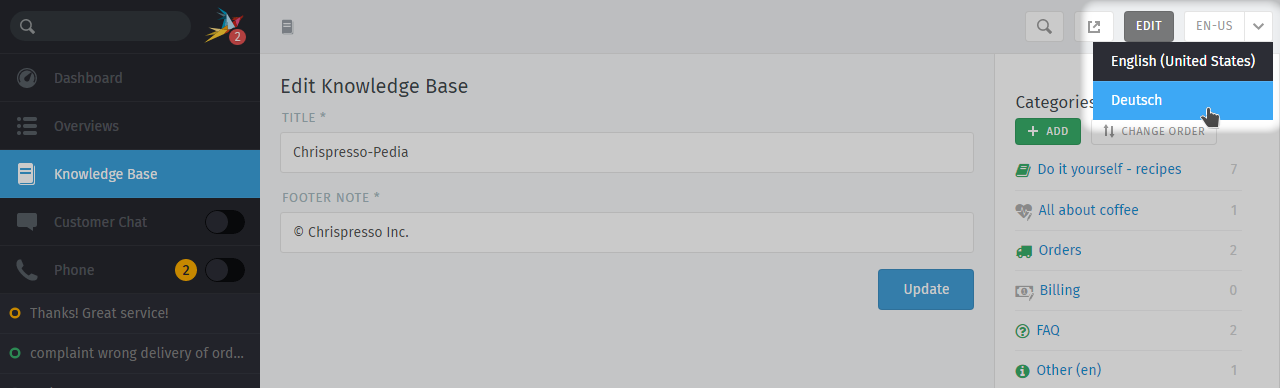 2
EDIT
EN-US
English (United States)
Deutsch
Dashboard
Overviews
Knowledge Base
Customer Chat
Phone
2
Thanks! Great service!
complaint wrong delivery of ord...
Edit Knowledge Base
TITLE *
Chrispresso-Pedia
FOOTER NOTE *
© Chrispresso Inc.
Update
Categories
+ ADD
CHANGE ORDER
Do it yourself - recipes 7
All about coffee 1
Orders 2
Billing 0
FAQ 2
Other (en) 1